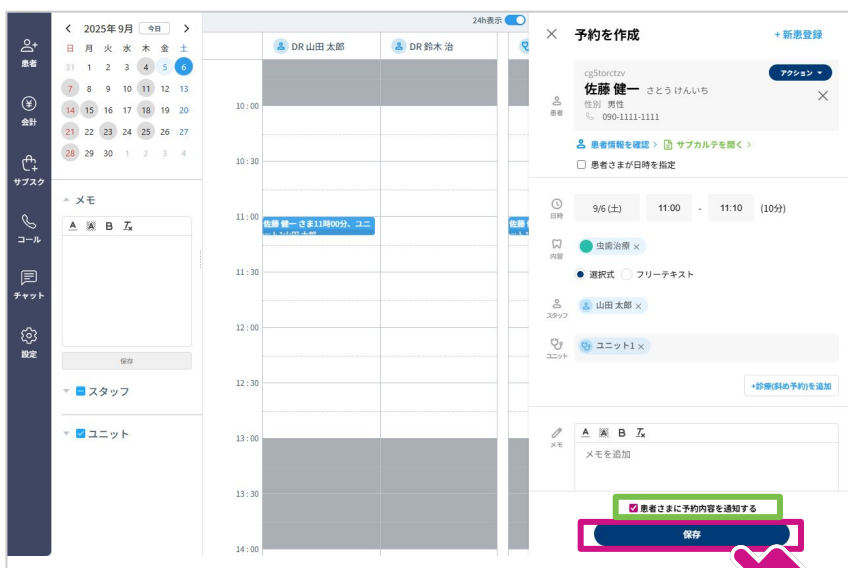 患者
会計
サブスク
コール
チャット
設定
2025年 9月 今日
日 月 火 水 木 金 土
31 1 2 3 4 5 6
7 8 9 10 11 12 13
14 15 16 17 18 19 20
21 22 23 24 25 26 27
28 29 30 1 2 3 4
メモ
A A B Tx
保存
スタッフ
ユニット
24h表示
DR 山田 太郎
DR 鈴木 治
10:00
10:30
11:00
佐藤 健一 さま11時00分、ユニ
ット1山田 太郎
佐藤
11:30
12:00
12:30
13:00
13:30
14:00
予約を作成
+ 新患登録
患者
cg5torctzv
アクション
佐藤 健一 さとう けんいち
性別 男性
090-1111-1111
患者情報を確認 > サブカルテを開く >
患者さまが日時を指定
日時
9/6 (土) 11:00 - 11:10 (10分)
内容
虫歯治療 ×
選択式 フリーテキスト
スタッフ
山田 太郎 ×
ユニット
ユニット1 ×
+診療(斜め予約)を追加
メモ
A A B Tx
メモを追加
患者さまに予約内容を通知する
保存